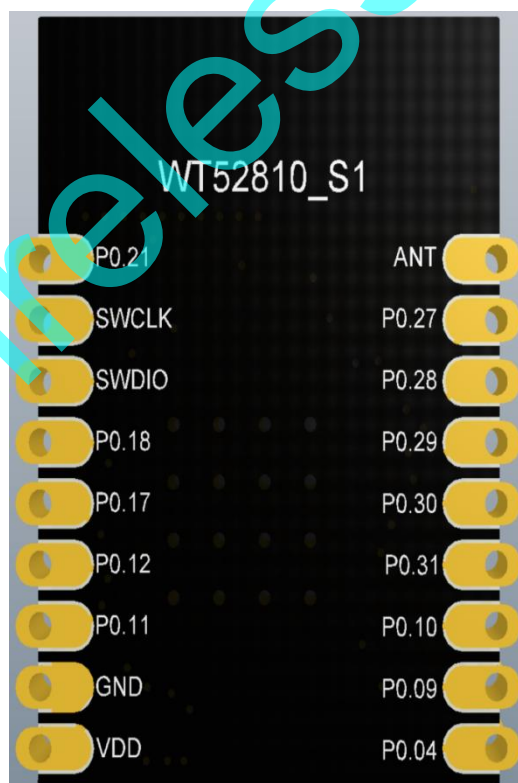 reless
WT52810_S1
P0.21 ANT
SWCLK P0.27
SWDIO P0.28
P0.18 P0.29
P0.17 P0.30
P0.12 P0.31
P0.11 P0.10
GND P0.09
VDD P0.04